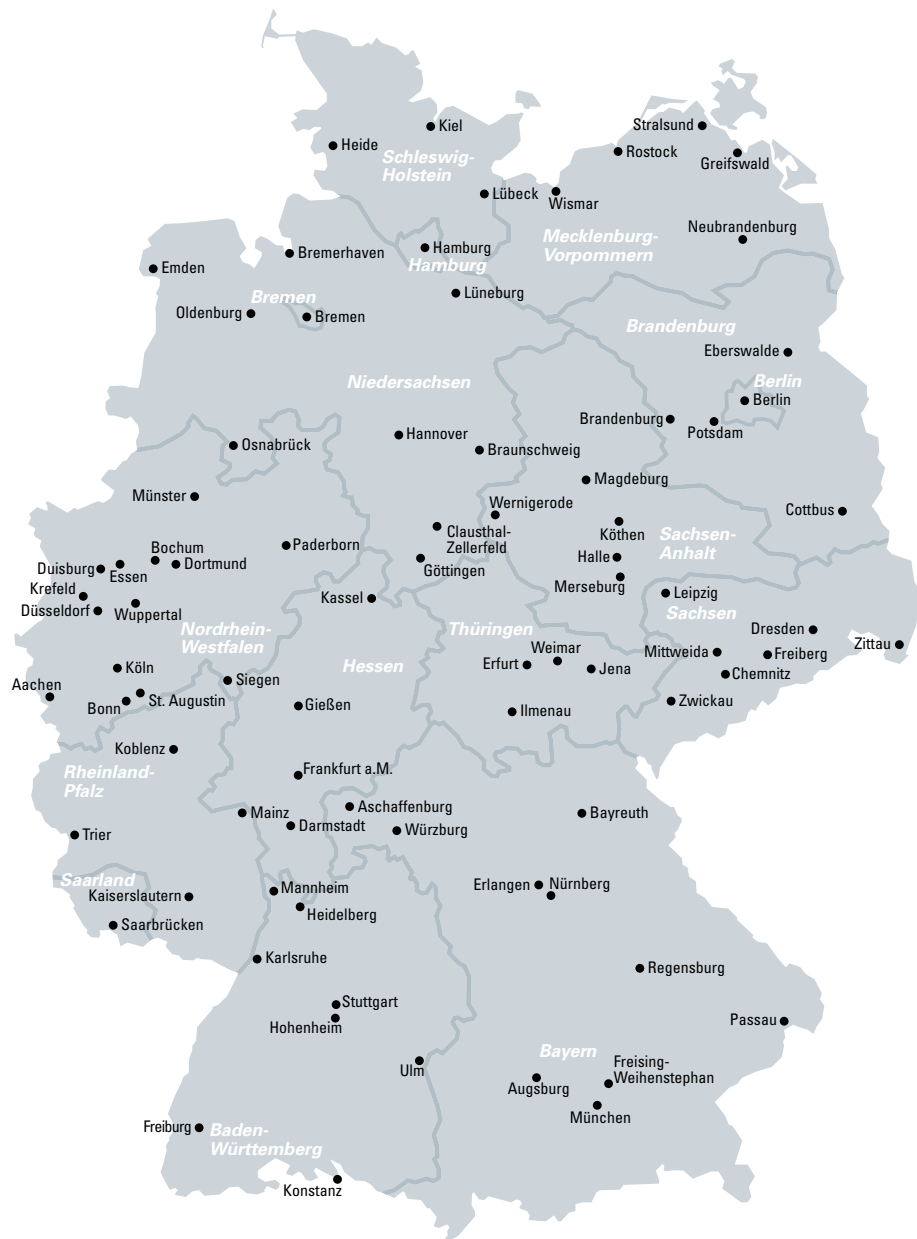 Kiel
Stralsund
Heide
Rostock
Schleswig-
Holstein
Greifswald
Lübeck
Wismar
Neubrandenburg
Mecklenburg-
Vorpommern
Hamburg
Bremerhaven
Hamburg
Emden
Lüneburg
Bremen
Oldenburg
Bremen
Brandenburg
Eberswalde
Niedersachsen
Berlin
Berlin
Brandenburg
Potsdam
Hannover
Osnabrück
Braunschweig
Magdeburg
Münster
Wernigerode
Cottbus
Clausthal-
Zellerfeld
Köthen
Sachsen-
Anhalt
Paderborn
Bochum
Dortmund
Duisburg
Essen
Göttingen
Halle
Merseburg
Krefeld
Kassel
Leipzig
Düsseldorf
Wuppertal
Sachsen
Nordrhein-
Westfalen
Thüringen
Dresden
Zittau
Weimar
Mittweida
Freiberg
Erfurt
Jena
Hessen
Köln
Chemnitz
Siegen
Aachen
Bonn
St. Augustin
Gießen
Zwickau
Ilmenau
Koblenz
Rheinland-
Pfalz
Frankfurt a.M.
Aschaffenburg
Mainz
Bayreuth
Darmstadt
Würzburg
Trier
Saarland
Kaiserslautern
Mannheim
Erlangen
Nürnberg
Heidelberg
Saarbrücken
Karlsruhe
Regensburg
Stuttgart
Hohenheim
Passau
Bayern
Ulm
Freising-
Weihenstephan
Augsburg
München
Freiburg
Baden-
Württemberg
Konstanz